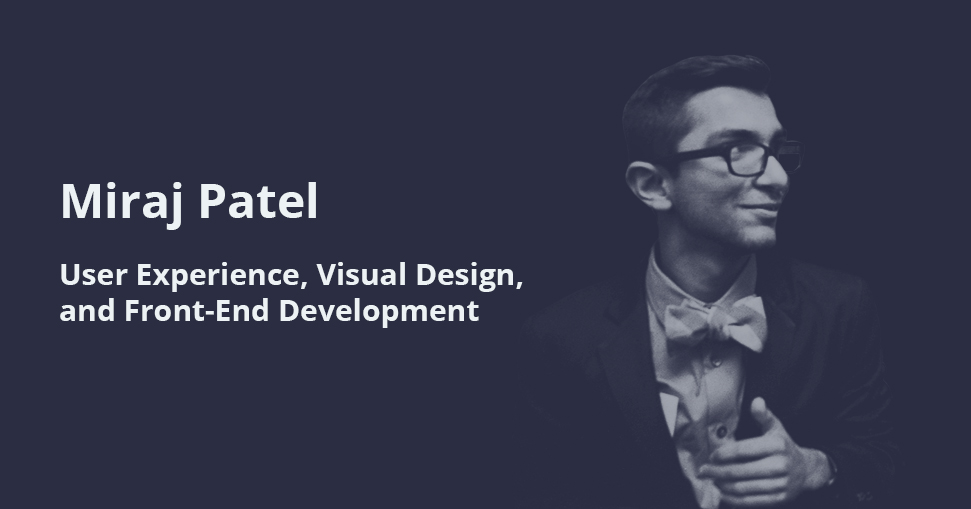 Miraj Patel
User Experience, Visual Design,
and Front-End Development